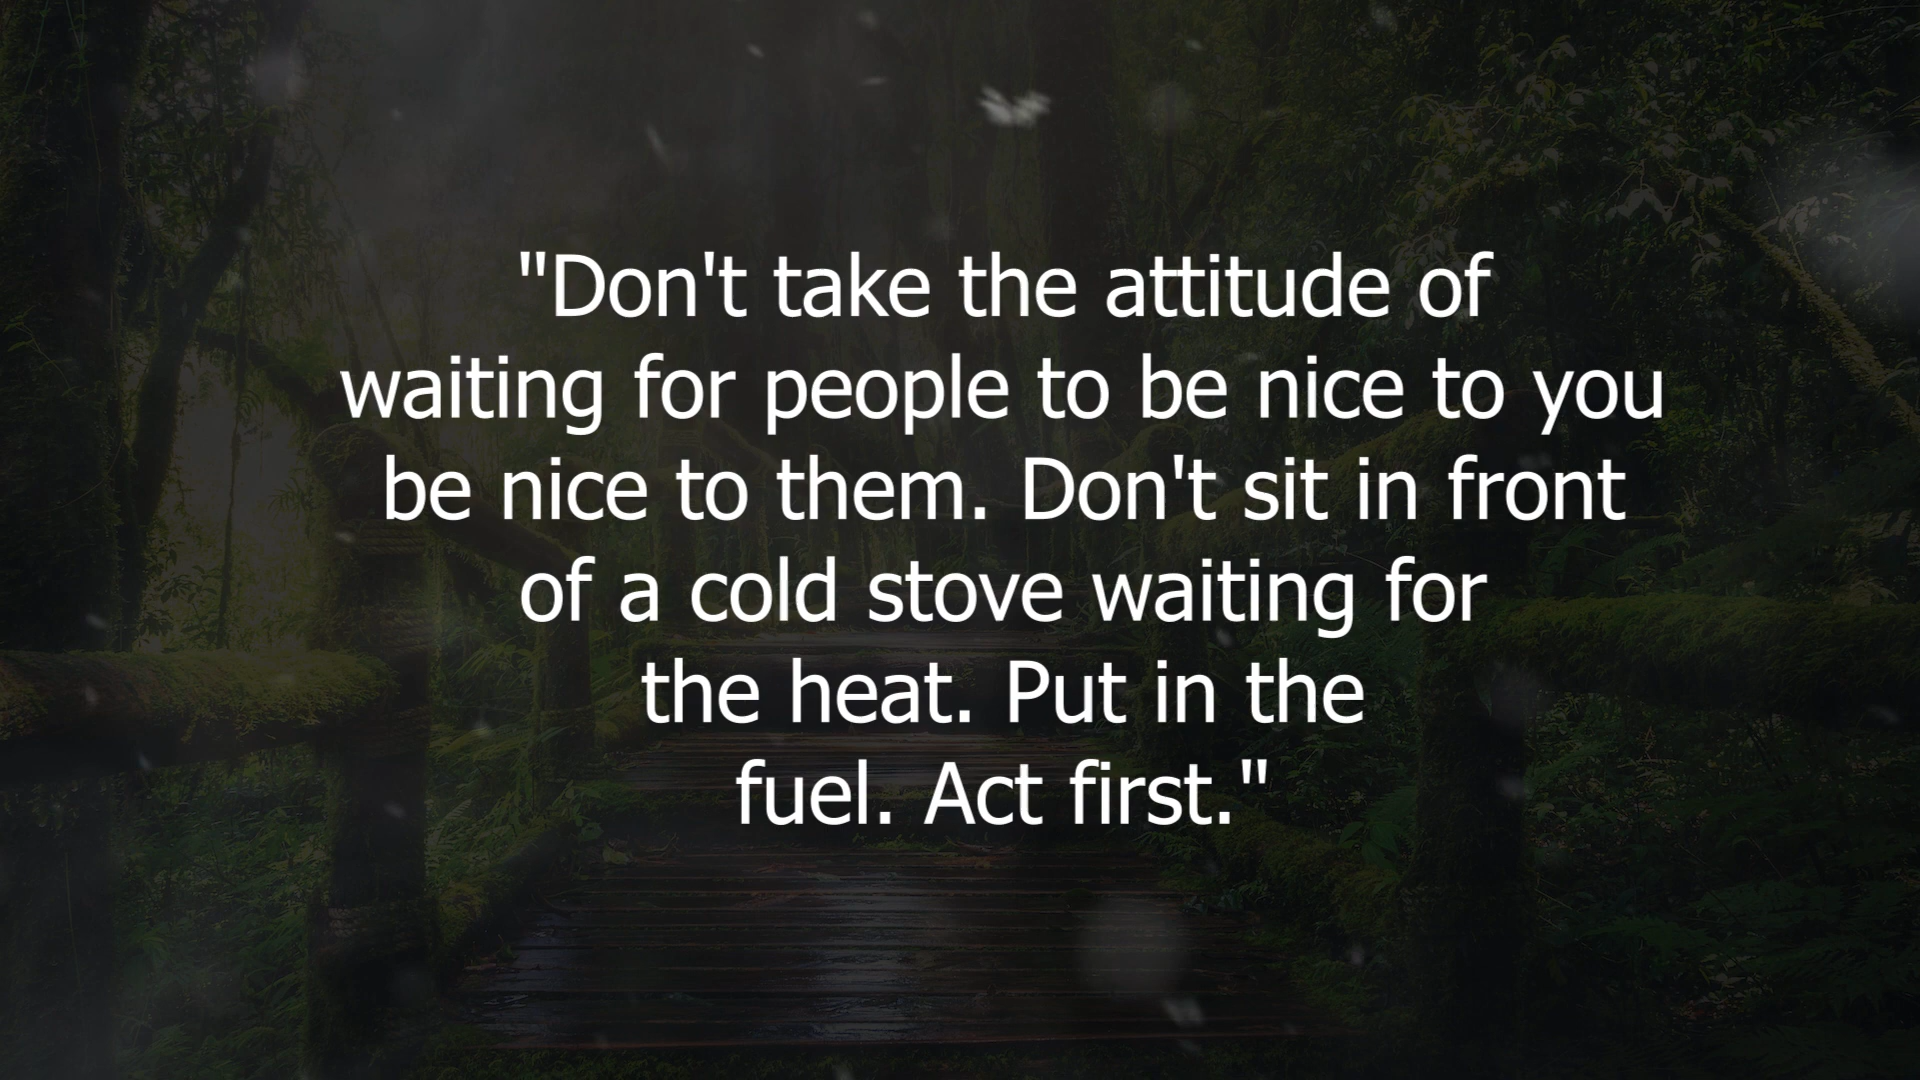 "Don't take the attitude of
waiting for people to be nice to you
be nice to them. Don't sit in front
of a cold stove waiting for
the heat. Put in the
fuel. Act first."